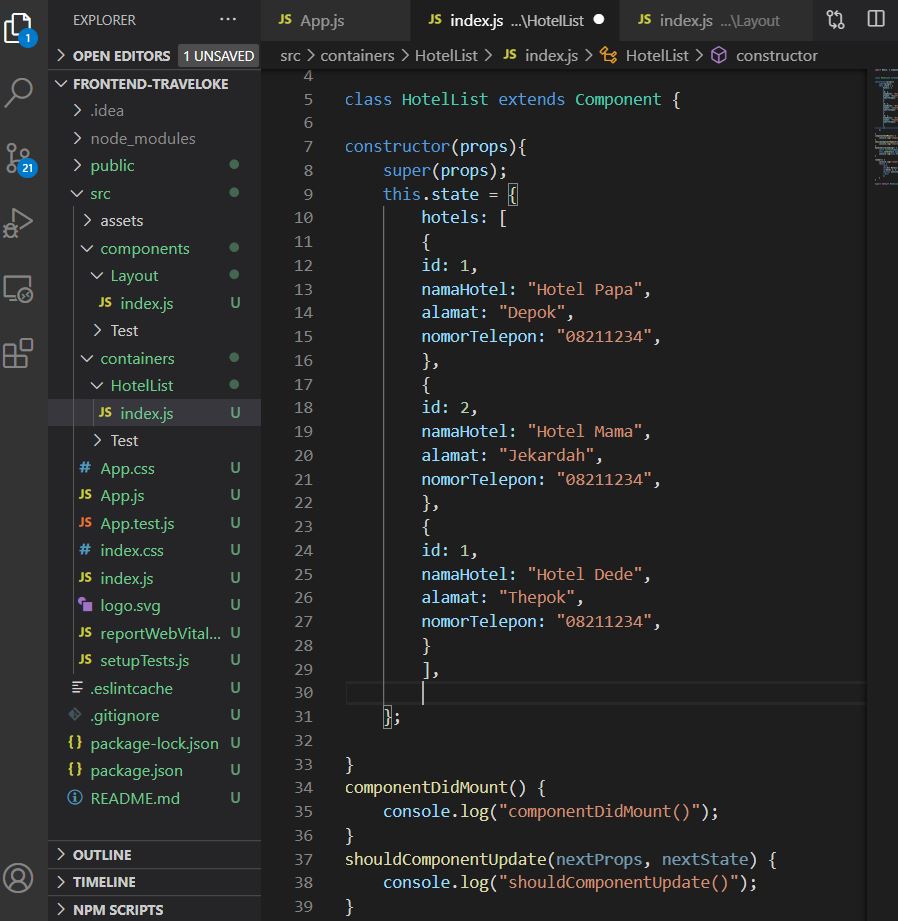 EXPLORER
OPEN EDITORS 1 UNSAVED
FRONTEND-TRAVELOKE
.idea
node_modules
public
src
assets
components
Layout
JS index.js U
Test
containers
HotelList
JS index.js U
Test
# App.css U
JS App.js U
JS App.test.js U
# index.css U
JS index.js U
logo.svg U
JS reportWebVital... U
JS setupTests.js U
.eslintcache U
.gitignore U
{} package-lock.json U
{} package.json U
README.md U
OUTLINE
TIMELINE
NPM SCRIPTS
1
21
JS App.js
JS index.js ...\HotelList
JS index.js ...\Layout
src > containers > HotelList > JS index.js > HotelList > constructor
4
5 class HotelList extends Component {
6
7 constructor(props){
8 super(props);
9 this.state = {
10 hotels: [
11 {
12 id: 1,
13 namaHotel: "Hotel Papa",
14 alamat: "Depok",
15 nomorTelepon: "08211234",
16 },
17 {
18 id: 2,
19 namaHotel: "Hotel Mama",
20 alamat: "Jekardah",
21 nomorTelepon: "08211234",
22 },
23 {
24 id: 1,
25 namaHotel: "Hotel Dede",
26 alamat: "Thepok",
27 nomorTelepon: "08211234",
28 }
29 ],
30
31 };
32
33 }
34 componentDidMount() {
35 console.log("componentDidMount()");
36 }
37 shouldComponentUpdate(nextProps, nextState) {
38 console.log("shouldComponentUpdate()");
39 }